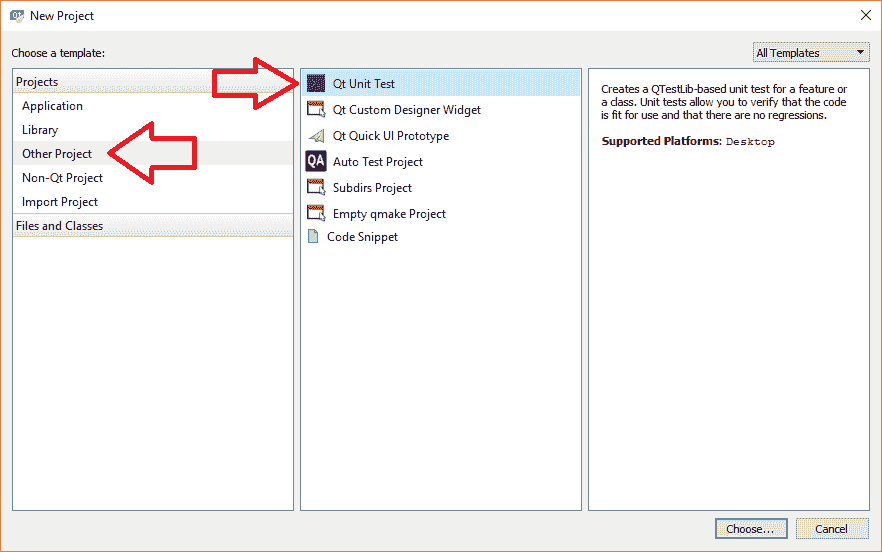 New Project
Choose a template:
All Templates
Projects
Application
Library
Other Project
Non-Qt Project
Import Project
Files and Classes
Qt Unit Test
Qt Custom Designer Widget
Qt Quick UI Prototype
QA Auto Test Project
Subdirs Project
Empty qmake Project
Code Snippet
Creates a QTestLib-based unit test for a feature or
a class. Unit tests allow you to verify that the code
is fit for use and that there are no regressions.
Supported Platforms: Desktop
Choose...
Cancel